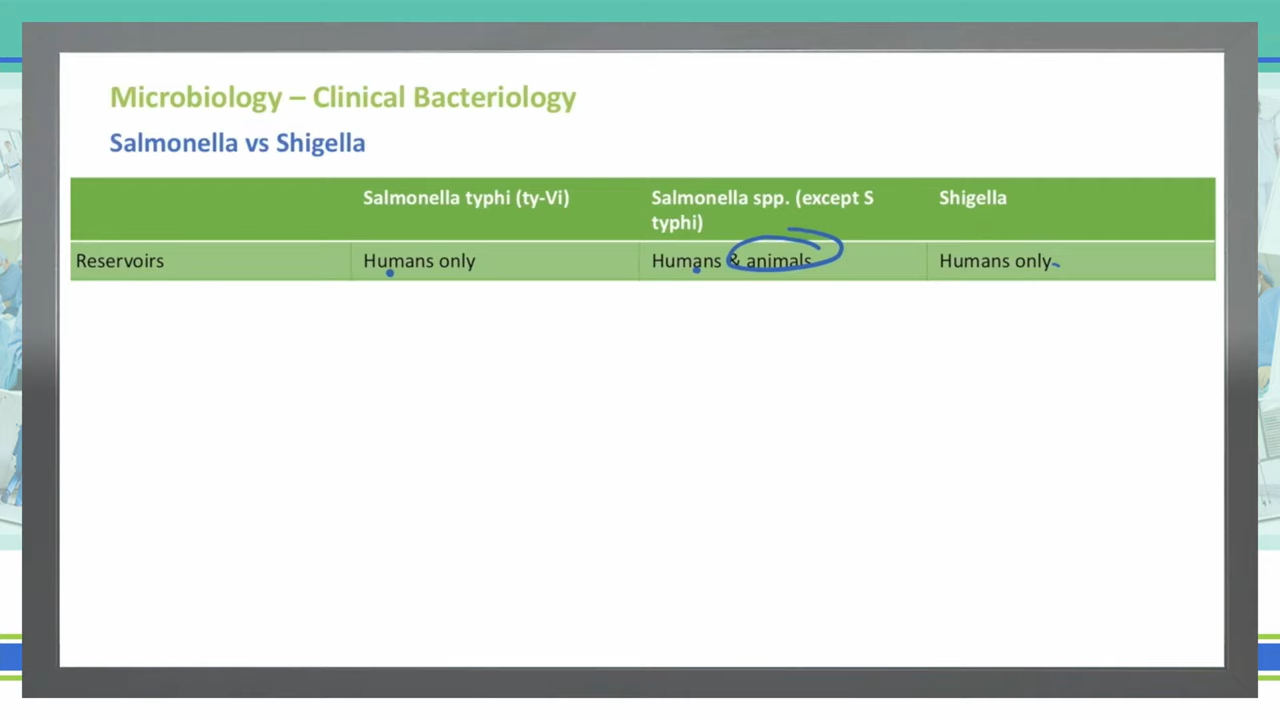 Microbiology – Clinical Bacteriology
Salmonella vs Shigella
Salmonella typhi (ty-Vi)
Salmonella spp. (except S
typhi)
Shigella
Reservoirs
Humans only
Humans & animals
Humans only